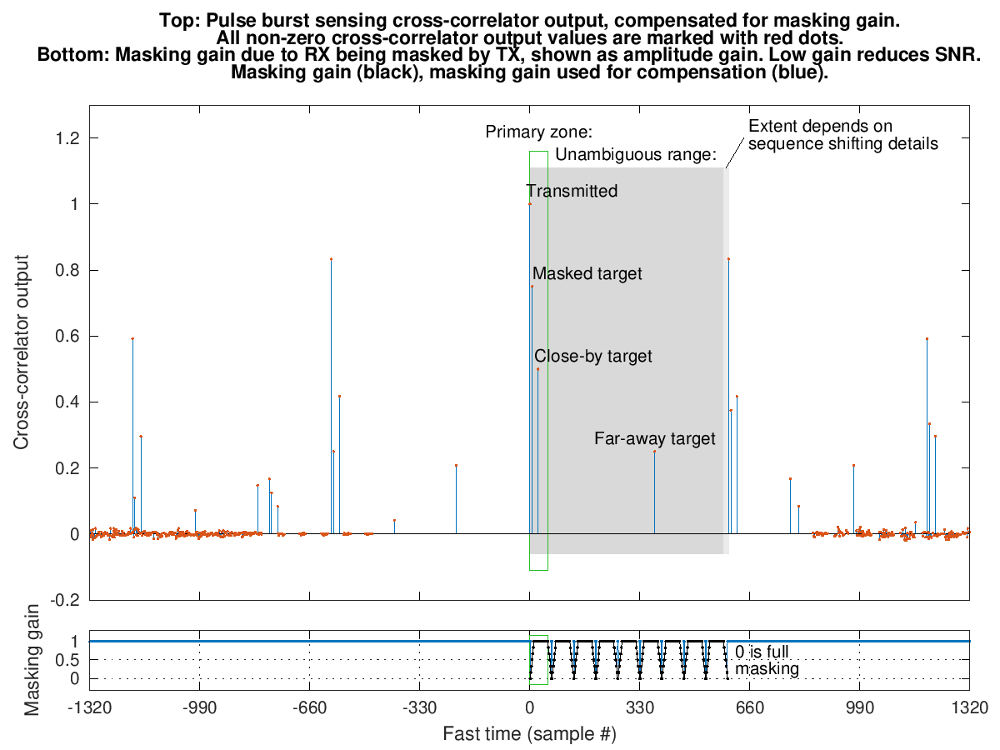 Top: Pulse burst sensing cross-correlator output, compensated for masking gain.
All non-zero cross-correlator output values are marked with red dots.
Bottom: Masking gain due to RX being masked by TX, shown as amplitude gain. Low gain reduces SNR.
Masking gain (black), masking gain used for compensation (blue).
Cross-correlator output
1.2
1
0.8
0.6
0.4
0.2
0
-0.2
Primary zone:
Unambiguous range:
Extent depends on
sequence shifting details
Transmitted
Masked target
Close-by target
Far-away target
Masking gain
1
0.5
0
0 is full
masking
-1320 -990 -660 -330 0 330 660 990 1320
Fast time (sample #)